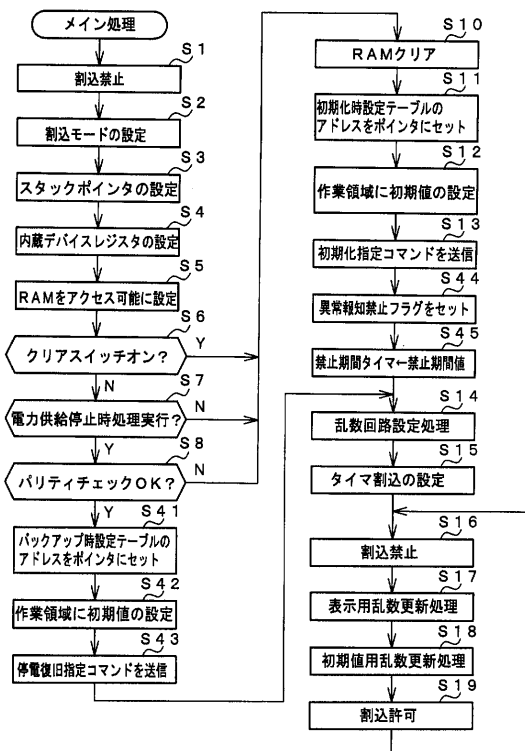 メイン処理
S1
割込禁止
S2
割込モードの設定
S3
スタックポインタの設定
S4
内蔵デバイスレジスタの設定
S5
RAMをアクセス可能に設定
S6
クリアスイッチオン?
Y
N
S7
電力供給停止時処理実行?
N
Y
S8
パリティチェックOK?
N
Y
S41
バックアップ時設定テーブルの
アドレスをポインタにセット
S42
作業領域に初期値の設定
S43
停電復旧指定コマンドを送信
S10
RAMクリア
S11
初期化時設定テーブルの
アドレスをポインタにセット
S12
作業領域に初期値の設定
S13
初期化指定コマンドを送信
S44
異常報知禁止フラグをセット
S45
禁止期間タイマ←禁止期間値
S14
乱数回路設定処理
S15
タイマ割込の設定
S16
割込禁止
S17
表示用乱数更新処理
S18
初期値用乱数更新処理
S19
割込許可